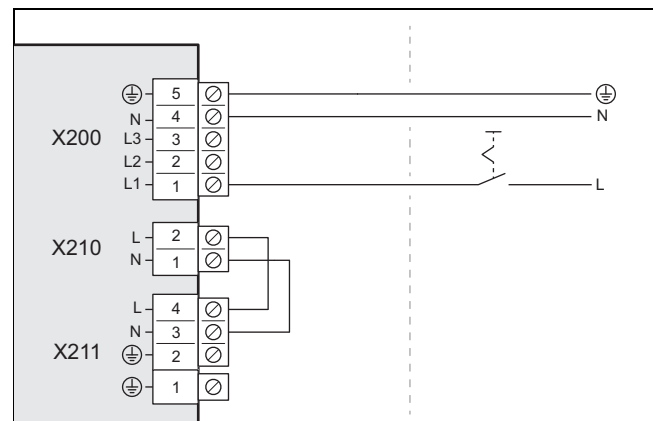 ⏚ 5 ⏚
N 4 N
X200 L3 3
L2 2
L1 1 L
L 2
X210 N 1
L 4
N 3
X211 ⏚ 2
⏚ 1